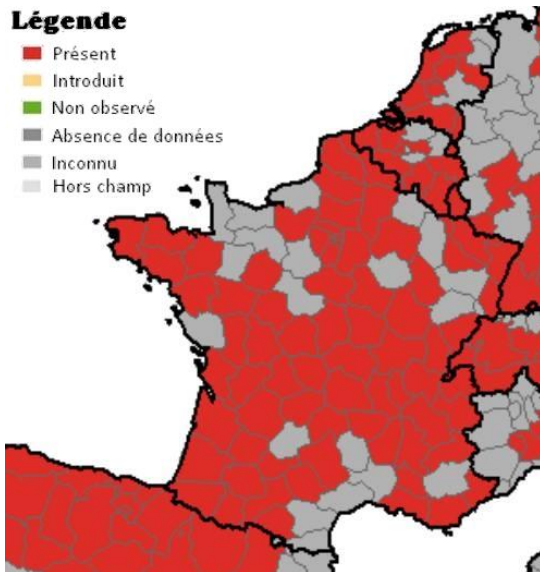 Légende
Présent
Introduit
Non observé
Absence de données
Inconnu
Hors champ